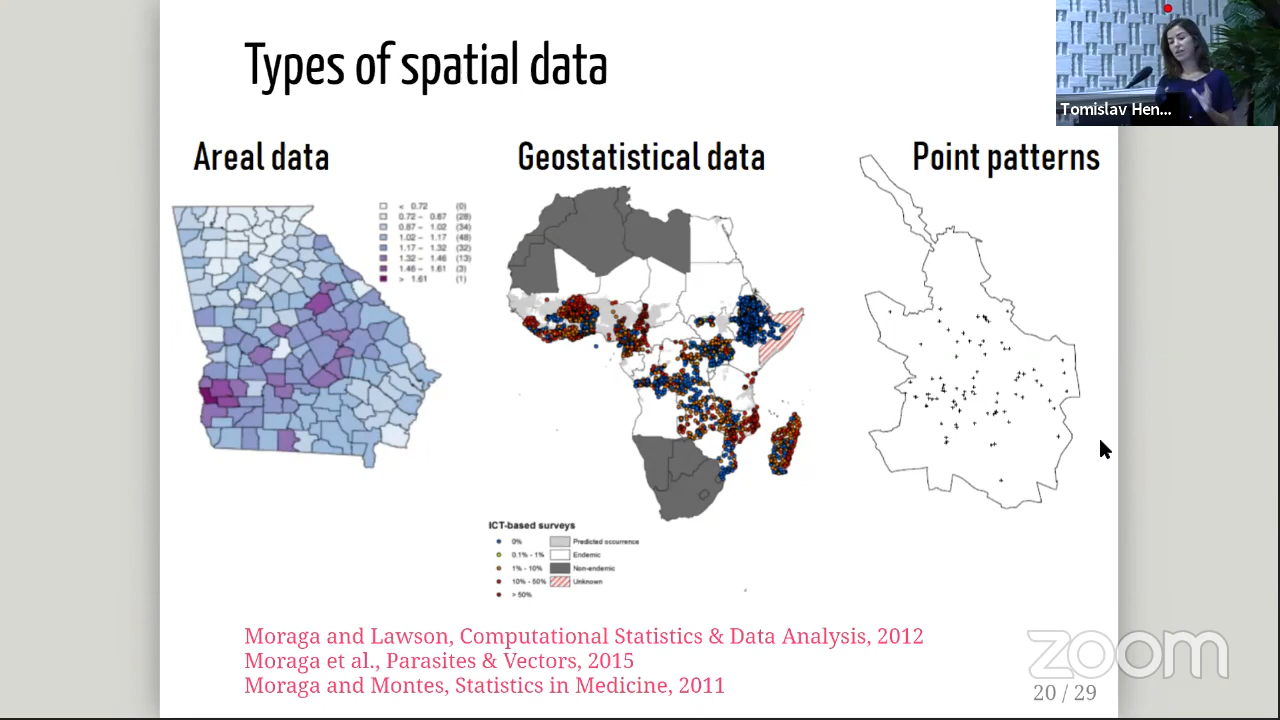 Types of spatial data
Tomislav Hen...
Areal data
Geostatistical data
Point patterns
< 0.72 (0)
0.72 – 0.87 (28)
0.87 – 1.02 (34)
1.02 – 1.17 (48)
1.17 – 1.32 (32)
1.32 – 1.46 (13)
1.46 – 1.61 (3)
> 1.61 (1)
ICT-based surveys
0% Predicted occurrence
0.1% - 1% Endemic
1% - 10% Non-endemic
10% - 50% Unknown
> 50%
Moraga and Lawson, Computational Statistics & Data Analysis, 2012
Moraga et al., Parasites & Vectors, 2015
Moraga and Montes, Statistics in Medicine, 2011
zoom
20 / 29